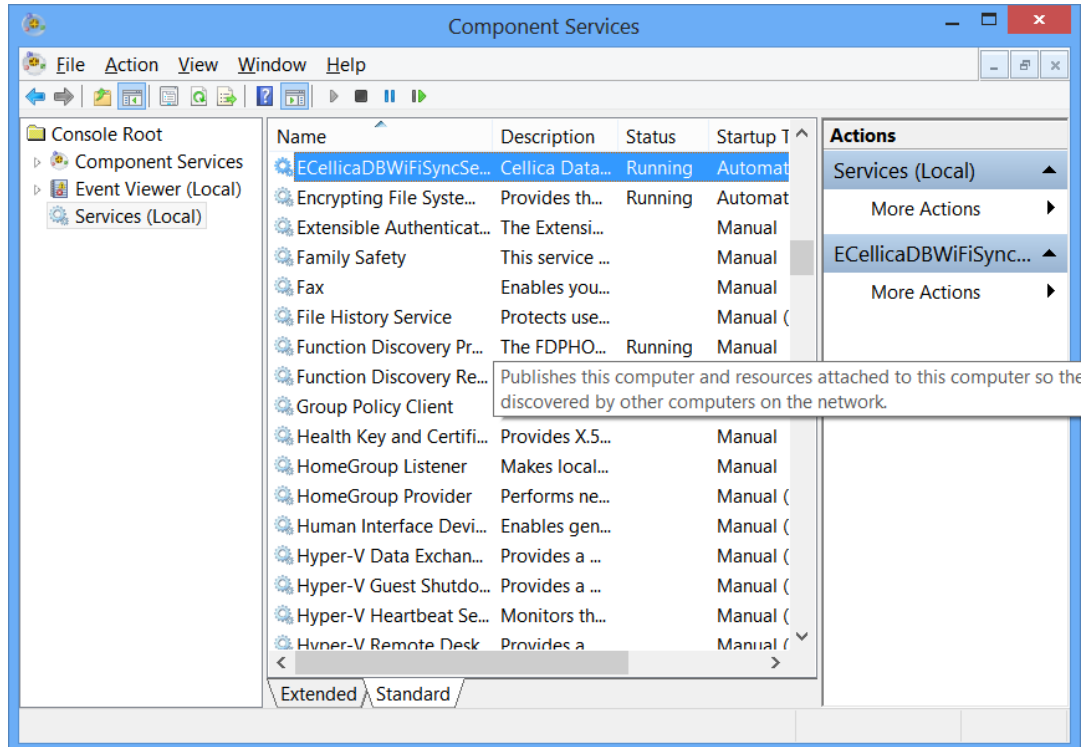 Component Services
File Action View Window Help
Console Root
Component Services
Event Viewer (Local)
Services (Local)
Name Description Status Startup T
ECellicaDBWiFiSyncSe... Cellica Data... Running Automat
Encrypting File Syste... Provides th... Running Automat
Extensible Authenticat... The Extensi... Manual
Family Safety This service ... Manual
Fax Enables you... Manual
File History Service Protects use... Manual (
Function Discovery Pr... The FDPHO... Running Manual
Function Discovery Re...
Group Policy Client
Health Key and Certifi... Provides X.5... Manual
HomeGroup Listener Makes local... Manual
HomeGroup Provider Performs ne... Manual (
Human Interface Devi... Enables gen... Manual (
Hyper-V Data Exchan... Provides a ... Manual (
Hyper-V Guest Shutdo... Provides a ... Manual (
Hyper-V Heartbeat Se... Monitors th... Manual (
Hyper-V Remote Desk Provides a Manual (
Publishes this computer and resources attached to this computer so the
discovered by other computers on the network.
Extended Standard
Actions
Services (Local)
More Actions
ECellicaDBWiFiSync...
More Actions